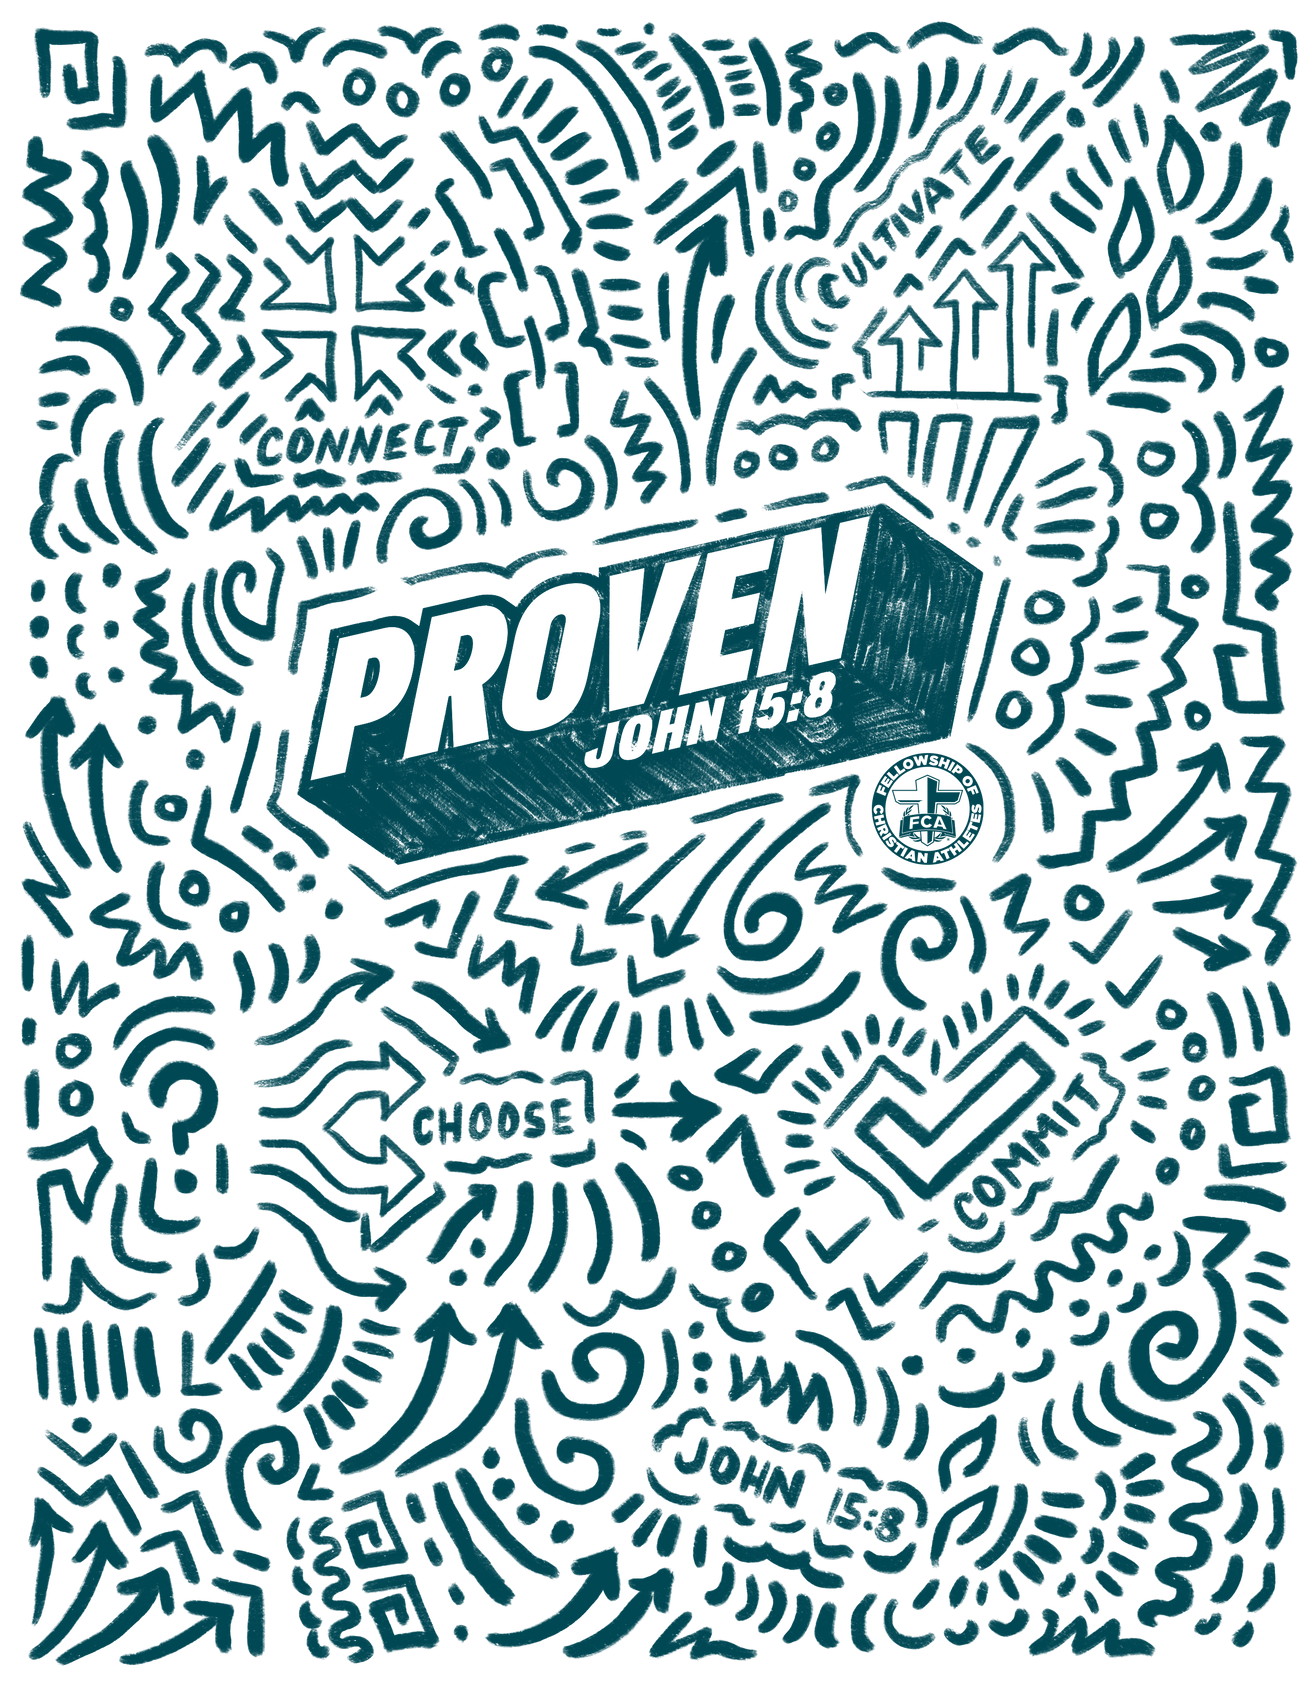 CULTIVATE
CONNECT
PROVEN
JOHN 15:8
FELLOWSHIP OF
CHRISTIAN ATHLETES
FCA
CHOOSE
COMMIT
JOHN 15:8